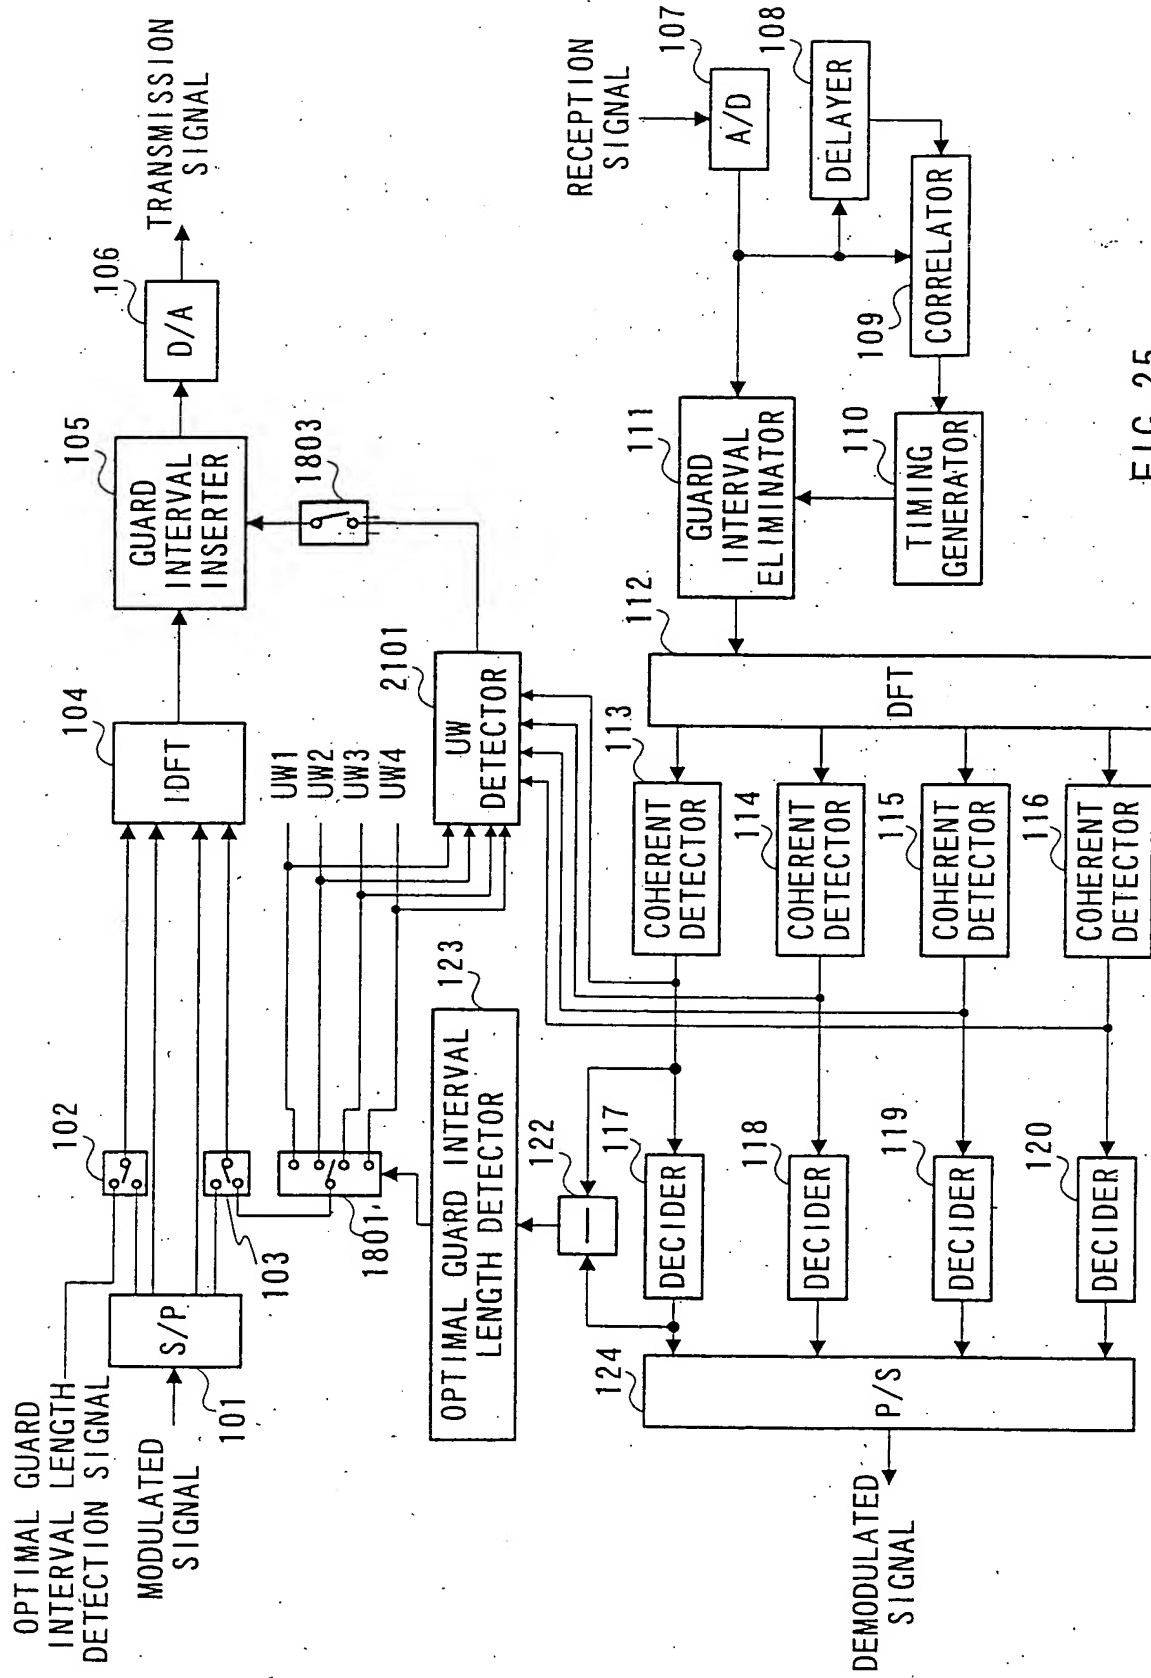 OPTIMAL GUARD
INTERVAL LENGTH
DETECTION SIGNAL
MODULATED
SIGNAL
101
S/P
102
103
104
IDFT
105
GUARD
INTERVAL
INSERTER
106
D/A
TRANSMISSION
SIGNAL
1801
UW1
UW2
UW3
UW4
1803
2101
UW
DETECTOR
123
OPTIMAL GUARD INTERVAL
LENGTH DETECTOR
122
RECEPTION
SIGNAL
107
A/D
108
DELAYER
109
CORRELATOR
110
TIMING
GENERATOR
111
GUARD
INTERVAL
ELIMINATOR
112
DFT
113
COHERENT
DETECTOR
114
COHERENT
DETECTOR
115
COHERENT
DETECTOR
116
COHERENT
DETECTOR
117
DECIDER
118
DECIDER
119
DECIDER
120
DECIDER
124
P/S
DEMODULATED
SIGNAL
FIG. 25